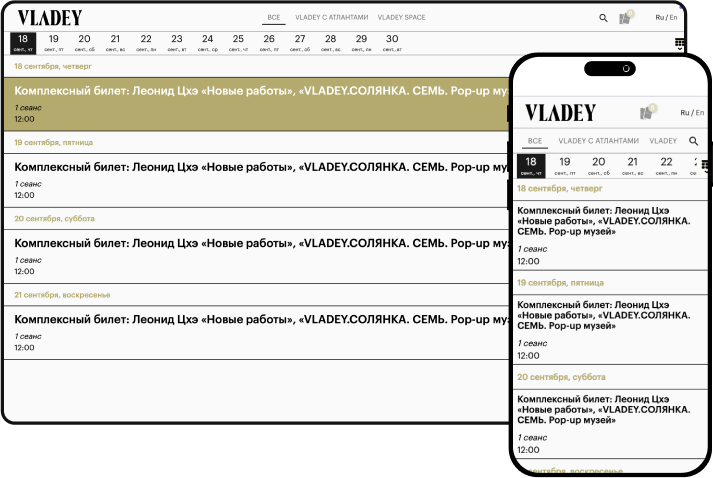 VLADEY
ВСЕ VLADEY С АТЛАНТАМИ VLADEY SPACE
0
Ru / En
18 19 20 21 22 23 24 25 26 27 28 29 30
сент., чт сент., пт сент., сб сент., вс сент., пн сент., вт сент., ср сент., чт сент., пт сент., сб сент., вс сент., пн сент., вт
18 сентября, четверг
Комплексный билет: Леонид Цхэ «Новые работы», «VLADEY.СОЛЯНКА. СЕМЬ. Pop-up му
1 сеанс
12:00
19 сентября, пятница
Комплексный билет: Леонид Цхэ «Новые работы», «VLADEY.СОЛЯНКА. СЕМЬ. Pop-up му
1 сеанс
12:00
20 сентября, суббота
Комплексный билет: Леонид Цхэ «Новые работы», «VLADEY.СОЛЯНКА. СЕМЬ. Pop-up му
1 сеанс
12:00
21 сентября, воскресенье
Комплексный билет: Леонид Цхэ «Новые работы», «VLADEY.СОЛЯНКА. СЕМЬ. Pop-up му
1 сеанс
12:00
VLADEY
0
Ru / En
ВСЕ VLADEY С АТЛАНТАМИ VLADEY
18 19 20 21 22
сент., чт сент., пт сент., сб сент., вс сент., пн
18 сентября, четверг
Комплексный билет: Леонид Цхэ
«Новые работы», «VLADEY.СОЛЯНКА.
СЕМЬ. Pop-up музей»
1 сеанс
12:00
19 сентября, пятница
Комплексный билет: Леонид Цхэ
«Новые работы», «VLADEY.СОЛЯНКА.
СЕМЬ. Pop-up музей»
1 сеанс
12:00
20 сентября, суббота
Комплексный билет: Леонид Цхэ
«Новые работы», «VLADEY.СОЛЯНКА.
СЕМЬ. Pop-up музей»
1 сеанс
12:00
сентября, воскресенье